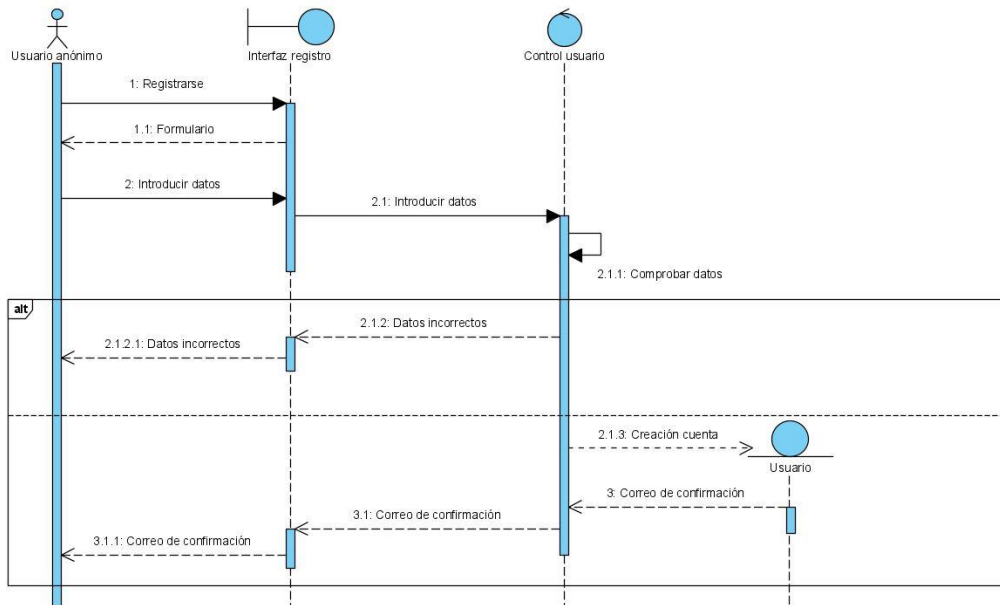 Usuario anónimo
Interfaz registro
Control usuario
1: Registrarse
1.1: Formulario
2: Introducir datos
2.1: Introducir datos
2.1.1: Comprobar datos
alt
2.1.2: Datos incorrectos
2.1.2.1: Datos incorrectos
2.1.3: Creación cuenta
Usuario
3: Correo de confirmación
3.1: Correo de confirmación
3.1.1: Correo de confirmación